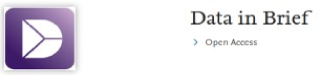 Data in Brief
Open Access